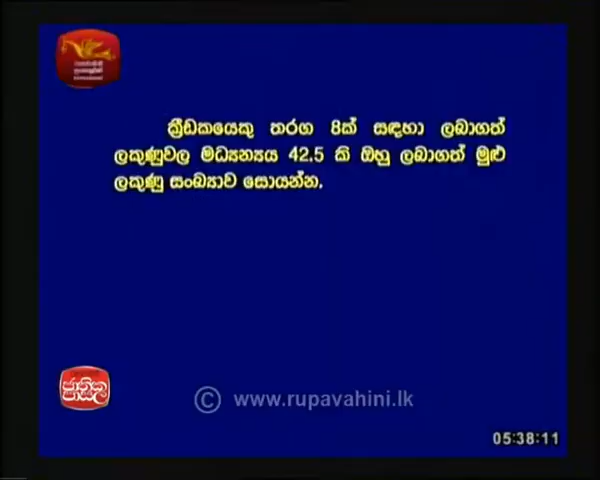 ක්‍රීඩකයෙකු තරග 8ක් සඳහා ලබාගත්
ලකුණුවල මධ්‍යන්‍යය 42.5 කි ඔහු ලබාගත් මුළු
ලකුණු සංඛ්‍යාව සොයන්න.
ජාතික
පාසල
© www.rupavahini.lk
05:38:11